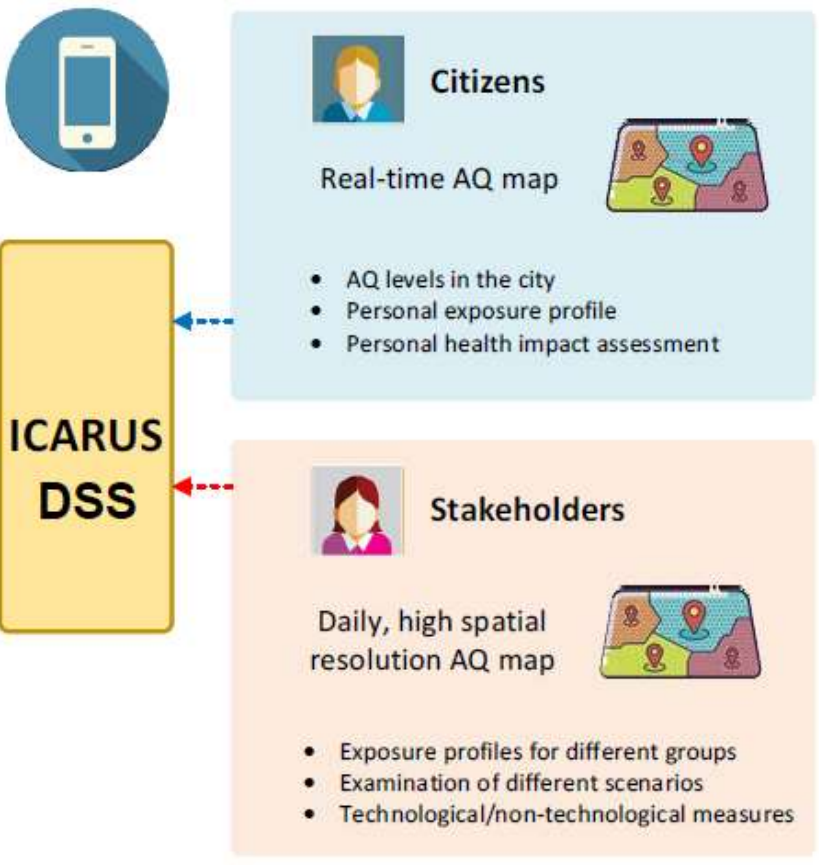 Citizens
Real-time AQ map
• AQ levels in the city
• Personal exposure profile
• Personal health impact assessment
ICARUS
DSS
Stakeholders
Daily, high spatial
resolution AQ map
• Exposure profiles for different groups
• Examination of different scenarios
• Technological/non-technological measures